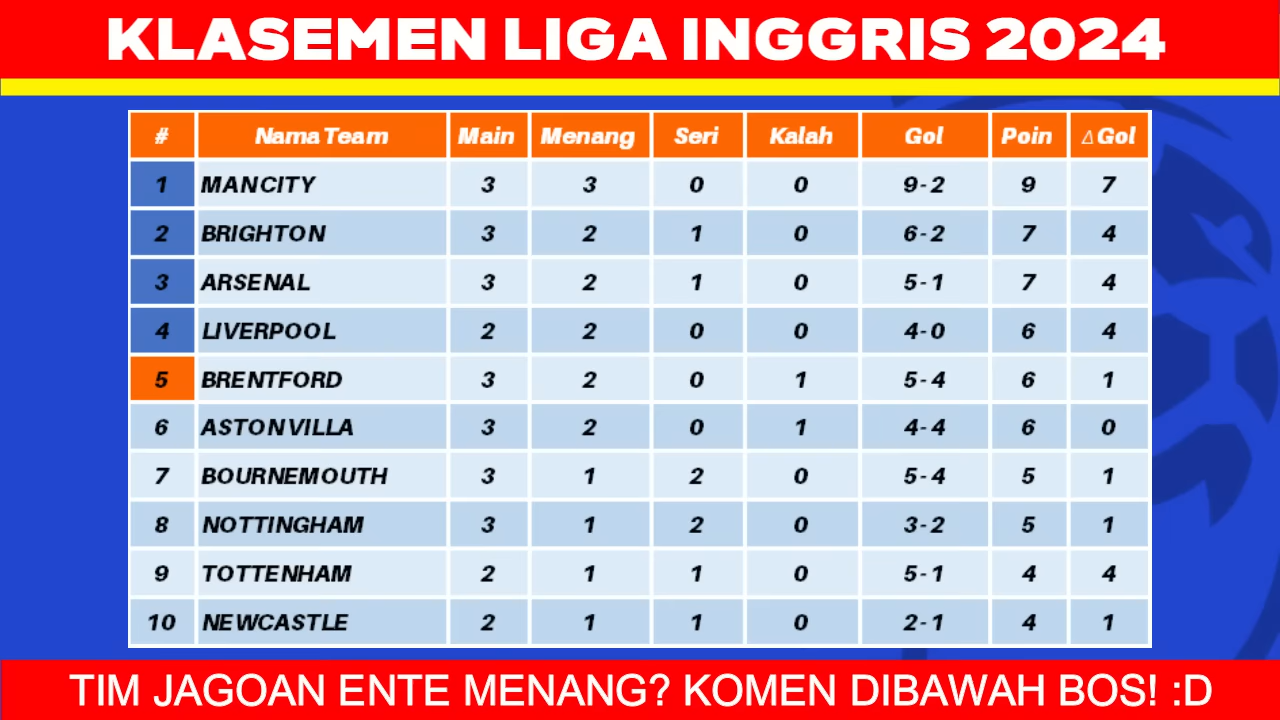 KLASEMEN LIGA INGGRIS 2024
# Nama Team Main Menang Seri Kalah Gol Poin △ Gol
1 MANCITY 3 3 0 0 9-2 9 7
2 BRIGHTON 3 2 1 0 6-2 7 4
3 ARSENAL 3 2 1 0 5-1 7 4
4 LIVERPOOL 2 2 0 0 4-0 6 4
5 BRENTFORD 3 2 0 1 5-4 6 1
6 ASTON VILLA 3 2 0 1 4-4 6 0
7 BOURNEMOUTH 3 1 2 0 5-4 5 1
8 NOTTINGHAM 3 1 2 0 3-2 5 1
9 TOTTENHAM 2 1 1 0 5-1 4 4
10 NEWCASTLE 2 1 1 0 2-1 4 1
TIM JAGOAN ENTE MENANG? KOMEN DIBAWAH BOS! :D